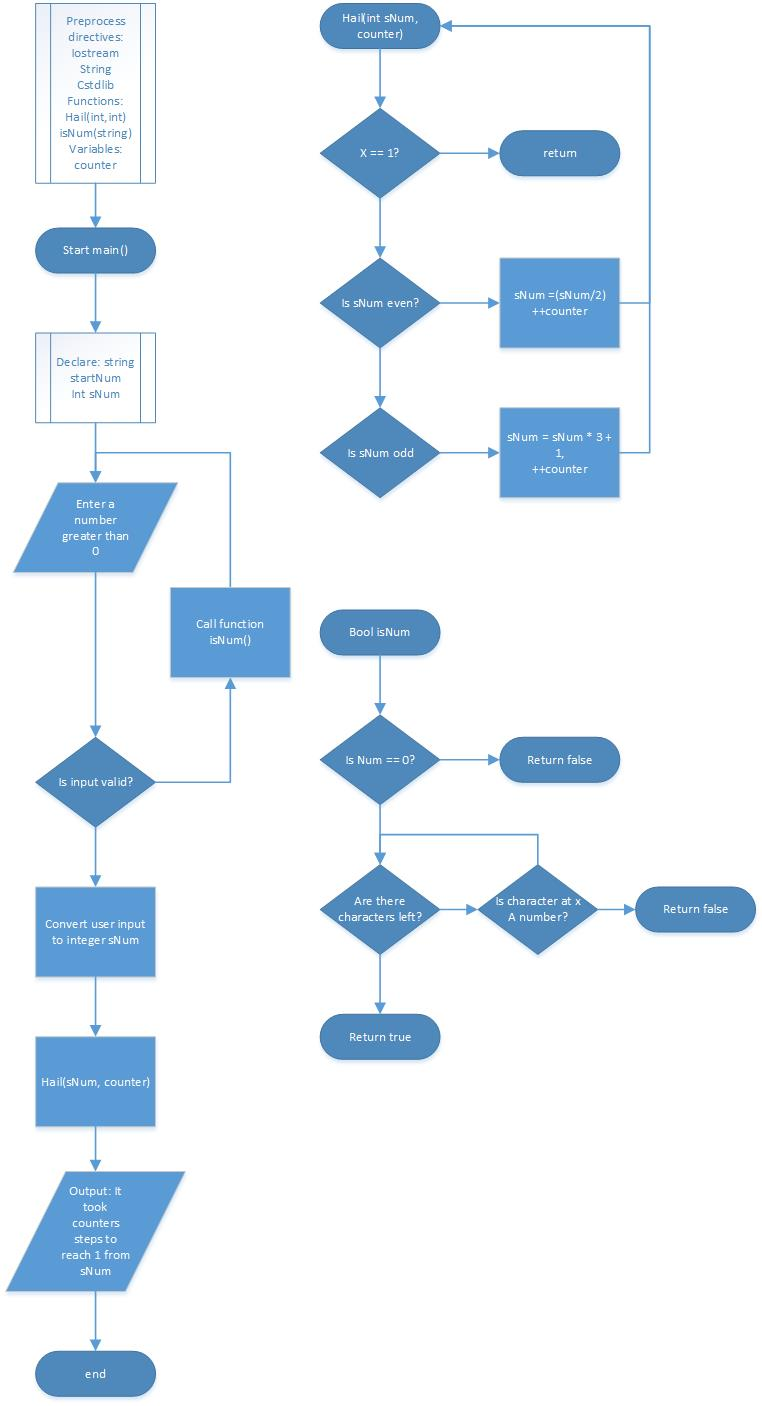 Preprocess
directives:
Iostream
String
Cstdlib
Functions:
Hail(int,int)
isNum(string)
Variables:
counter
Start main()
Declare: string
startNum
Int sNum
Enter a
number
greater than
0
Call function
isNum()
Is input valid?
Convert user input
to integer sNum
Hail(sNum, counter)
Output: It
took
counters
steps to
reach 1 from
sNum
end
Hail(int sNum,
counter)
X == 1?
return
Is sNum even?
sNum =(sNum/2)
++counter
Is sNum odd
sNum = sNum * 3 +
1,
++counter
Bool isNum
Is Num == 0?
Return false
Are there
characters left?
Is character at x
A number?
Return false
Return true